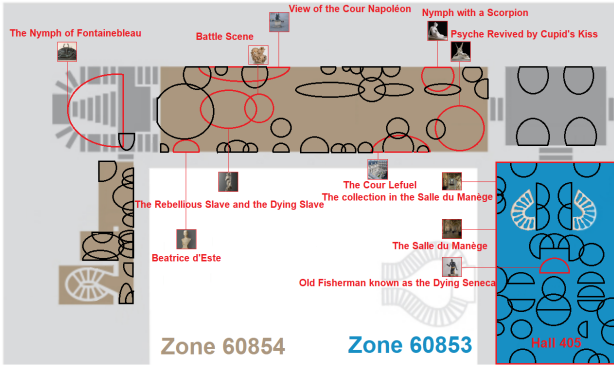 View of the Cour Napoléon
Nymph with a Scorpion
The Nymph of Fontainebleau
Battle Scene
Psyche Revived by Cupid's Kiss
The Cour Lefuel
The collection in the Salle du Manège
The Rebellious Slave and the Dying Slave
The Salle du Manège
Beatrice d'Este
Old Fisherman known as the Dying Seneca
Hall 405
Zone 60854
Zone 60853